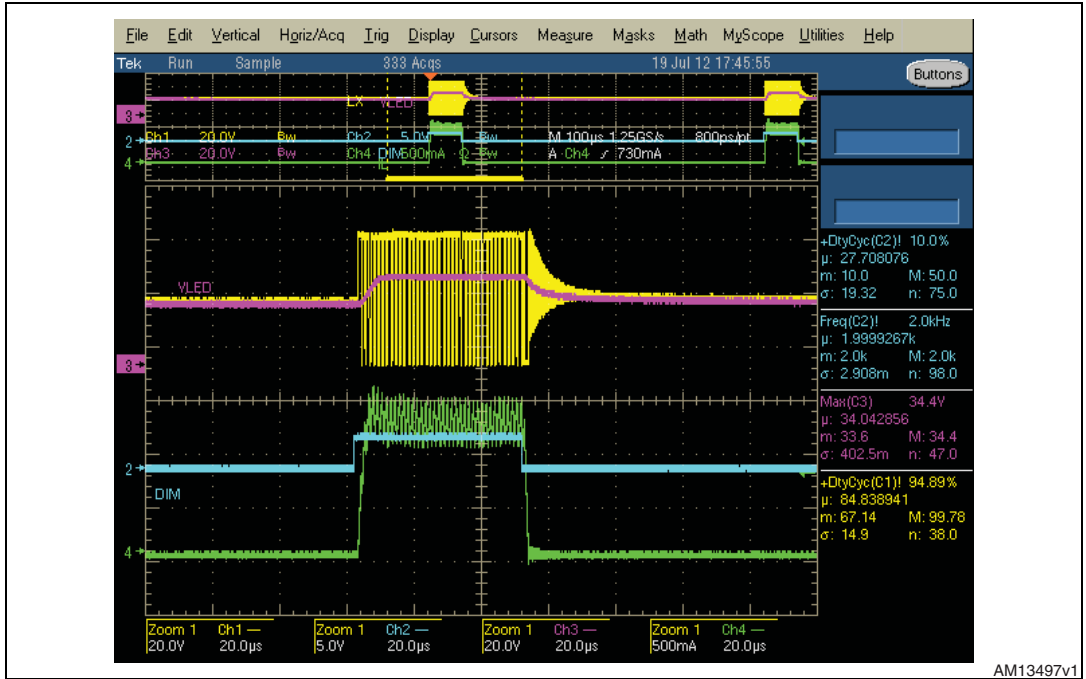 File Edit Vertical Horiz/Acq Trig Display Cursors Measure Masks Math MyScope Utilities Help
Tek Run Sample 333 Acqs 19 Jul 12 17:45:55
Buttons
LX VLED
3
Ch1 20.0V Bw Ch2 5.0V Bw M 100µs 1.25GS/s 800ps/pt
2
Ch3 20.0V Bw Ch4 500mA Ω Bw A Ch4 730mA
DIM
4
+DtyCyc(C2)! 10.0%
µ: 27.708076
m: 10.0 M: 50.0
σ: 19.32 n: 75.0
VLED
Freq(C2)! 2.0kHz
µ: 1.9999267k
m: 2.0k M: 2.0k
σ: 2.908m n: 98.0
3
Max(C3) 34.4V
µ: 34.042856
m: 33.6 M: 34.4
σ: 402.5m n: 47.0
2
+DtyCyc(C1)! 94.89%
µ: 84.838941
m: 67.14 M: 99.78
σ: 14.9 n: 38.0
DIM
4
Zoom 1 Ch1 — Zoom 1 Ch2 — Zoom 1 Ch3 — Zoom 1 Ch4 —
20.0V 20.0µs 5.0V 20.0µs 20.0V 20.0µs 500mA 20.0µs
AM13497v1